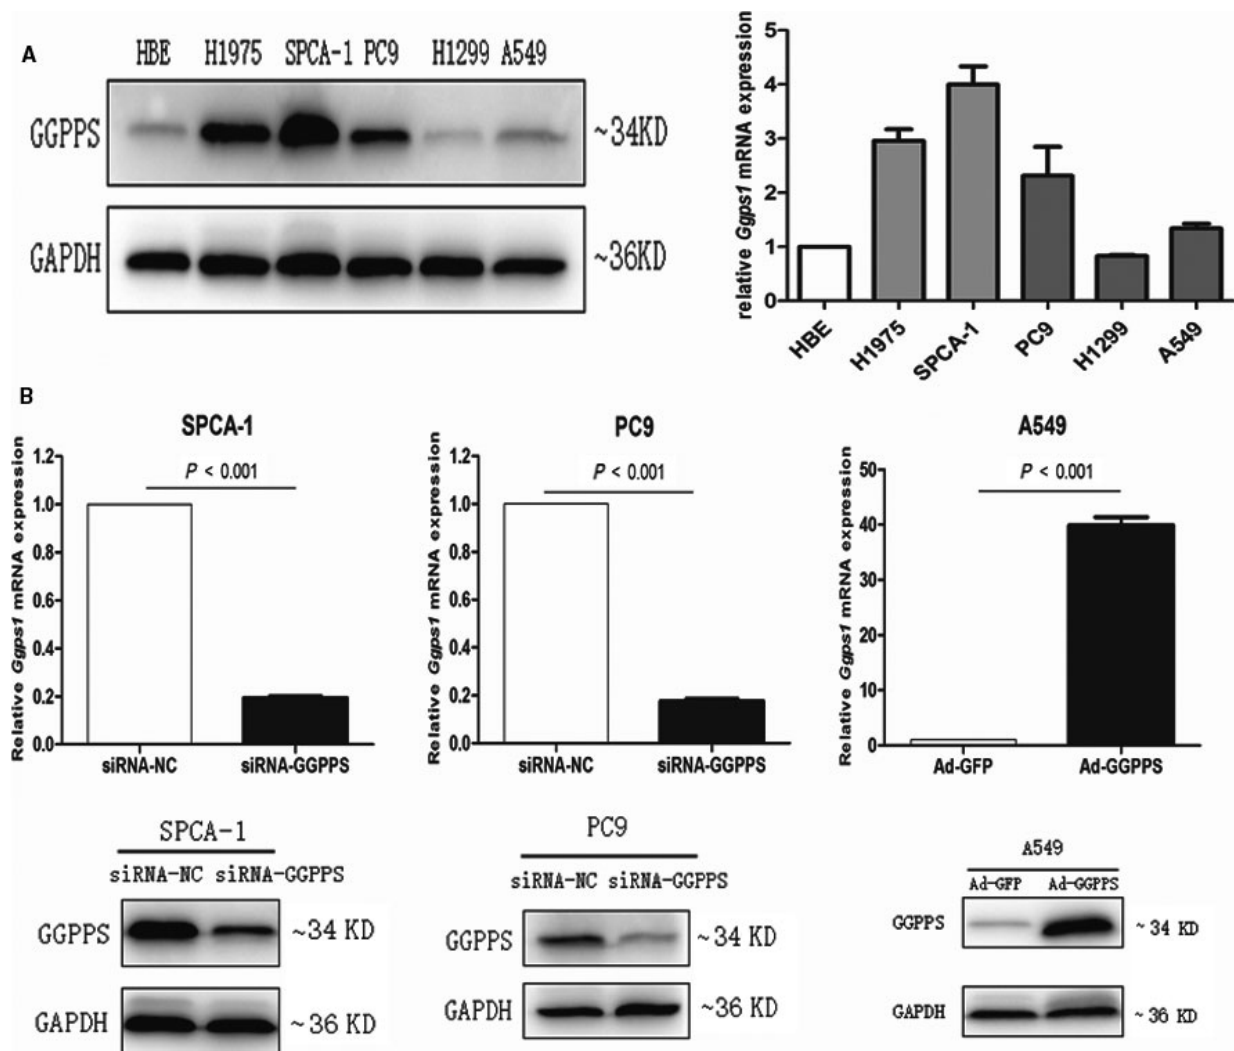 A
HBE H1975 SPCA-1 PC9 H1299 A549
GGPPS ~34KD
GAPDH ~36KD
relative Ggps1 mRNA expression
5
4
3
2
1
0
HBE H1975 SPCA-1 PC9 H1299 A549
B
SPCA-1
P < 0.001
Relative Ggps1 mRNA expression
1.2
1.0
0.8
0.6
0.4
0.2
0.0
siRNA-NC siRNA-GGPPS
PC9
P < 0.001
Relative Ggps1 mRNA expression
1.2
1.0
0.8
0.6
0.4
0.2
0.0
siRNA-NC siRNA-GGPPS
A549
P < 0.001
Relative Ggps1 mRNA expression
50
40
30
20
10
0
Ad-GFP Ad-GGPPS
SPCA-1
siRNA-NC siRNA-GGPPS
GGPPS ~34 KD
GAPDH ~36 KD
PC9
siRNA-NC siRNA-GGPPS
GGPPS ~34 KD
GAPDH ~36 KD
A549
Ad-GFP Ad-GGPPS
GGPPS ~34 KD
GAPDH ~36 KD